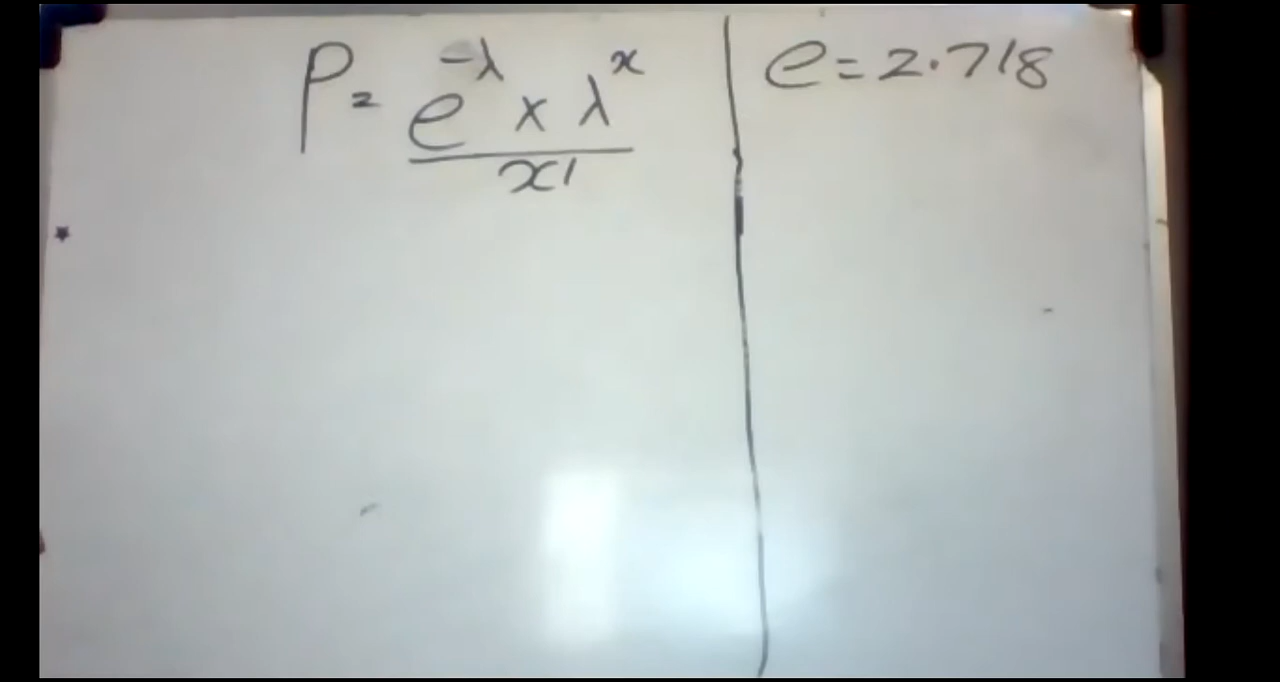 P = e^-λ x λ^x
x!
e = 2.718